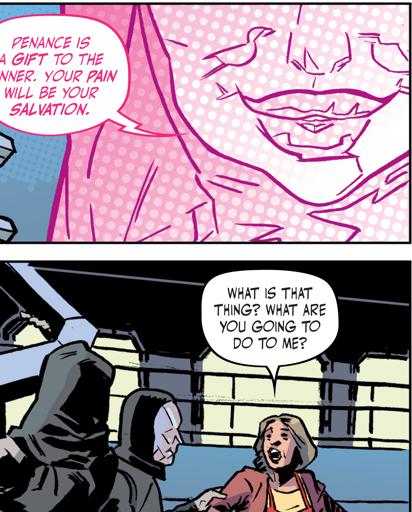 PENANCE IS
A GIFT TO THE
NNER. YOUR PAIN
WILL BE YOUR
SALVATION.
WHAT IS THAT
THING? WHAT ARE
YOU GOING TO
DO TO ME?